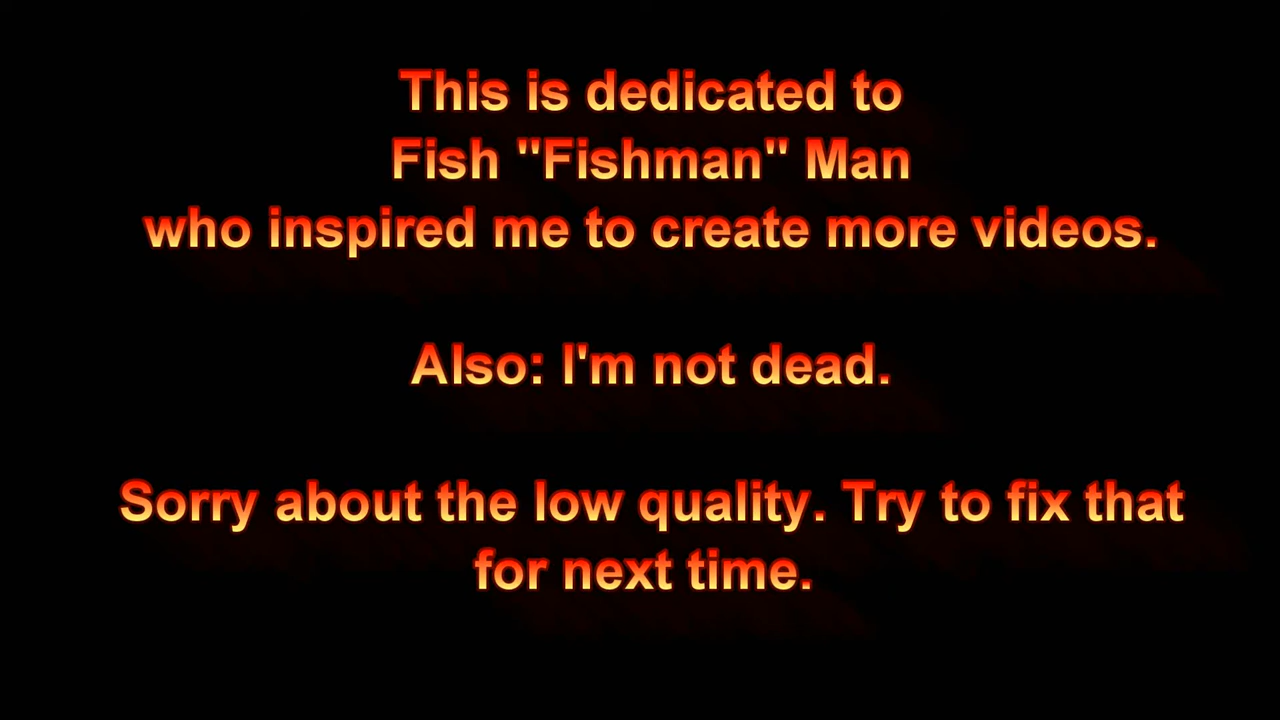 This is dedicated to
Fish "Fishman" Man
who inspired me to create more videos.
Also: I'm not dead.
Sorry about the low quality. Try to fix that
for next time.